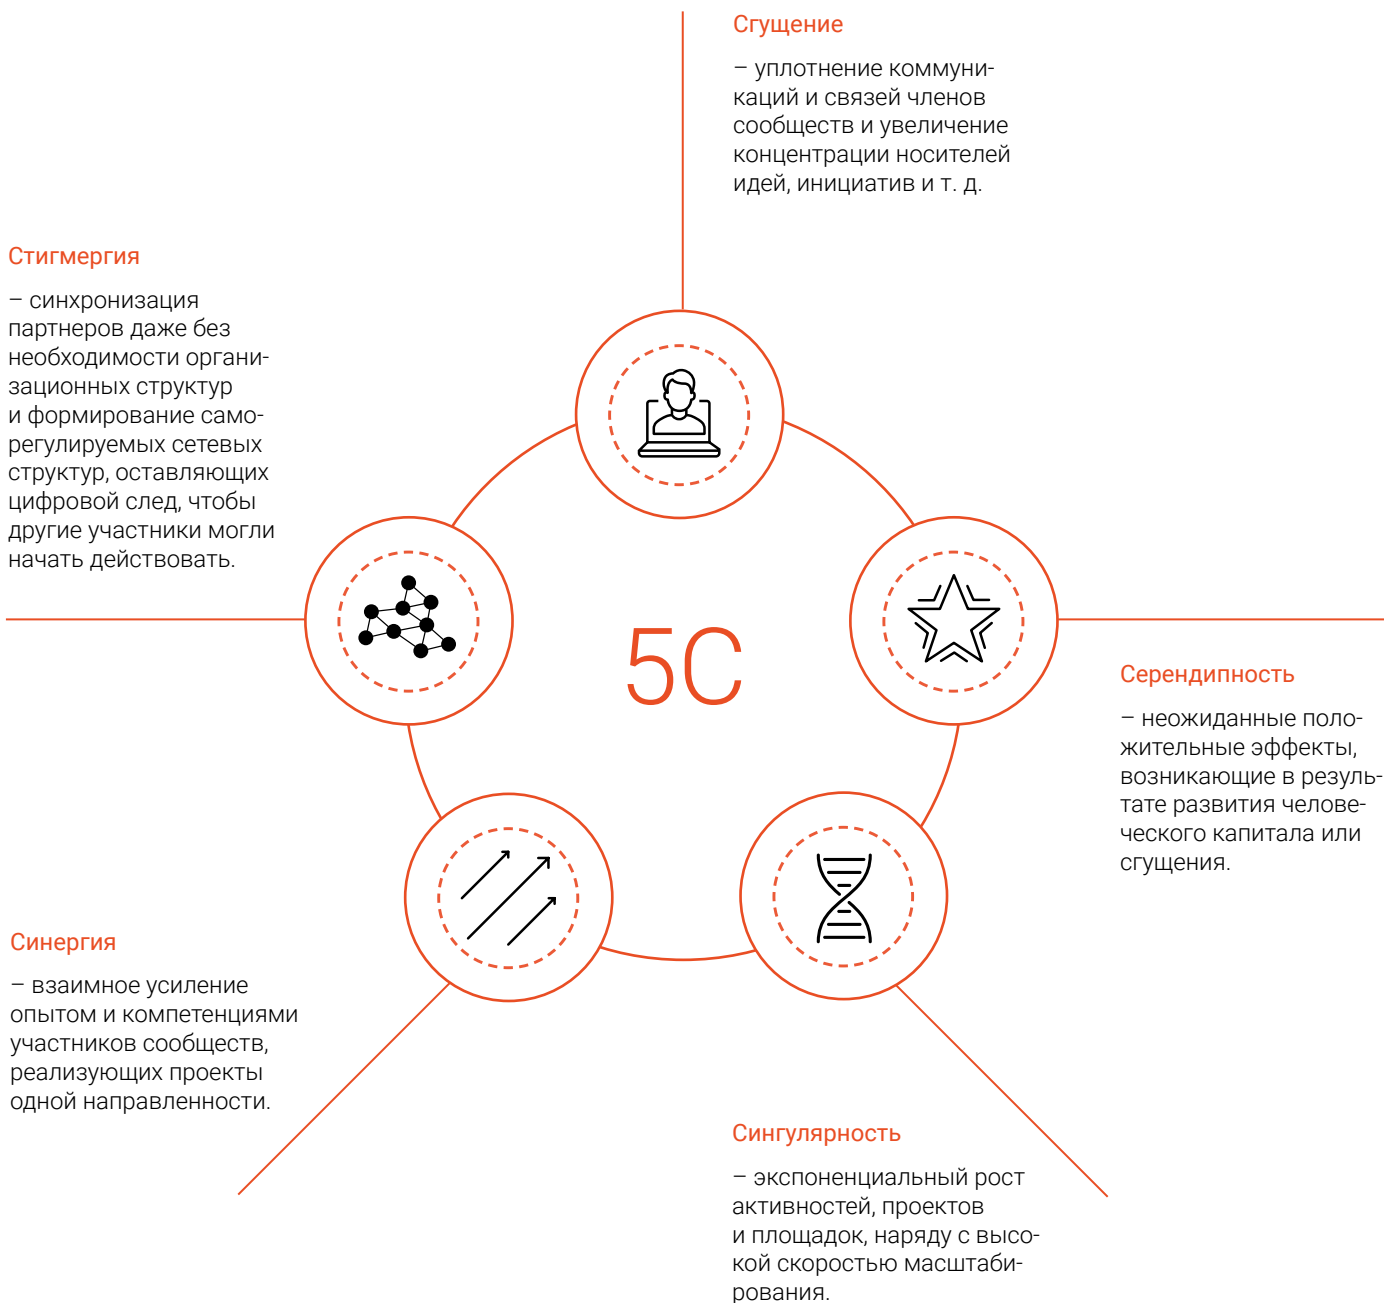 Сгущение
– уплотнение коммуни-
каций и связей членов
сообществ и увеличение
концентрации носителей
идей, инициатив и т. д.
Стигмергия
– синхронизация
партнеров даже без
необходимости органи-
зационных структур
и формирование само-
регулируемых сетевых
структур, оставляющих
цифровой след, чтобы
другие участники могли
начать действовать.
5С
Серендипность
– неожиданные поло-
жительные эффекты,
возникающие в резуль-
тате развития челове-
ческого капитала или
сгущения.
Синергия
– взаимное усиление
опытом и компетенциями
участников сообществ,
реализующих проекты
одной направленности.
Сингулярность
– экспоненциальный рост
активностей, проектов
и площадок, наряду с высо-
кой скоростью масштаби-
рования.